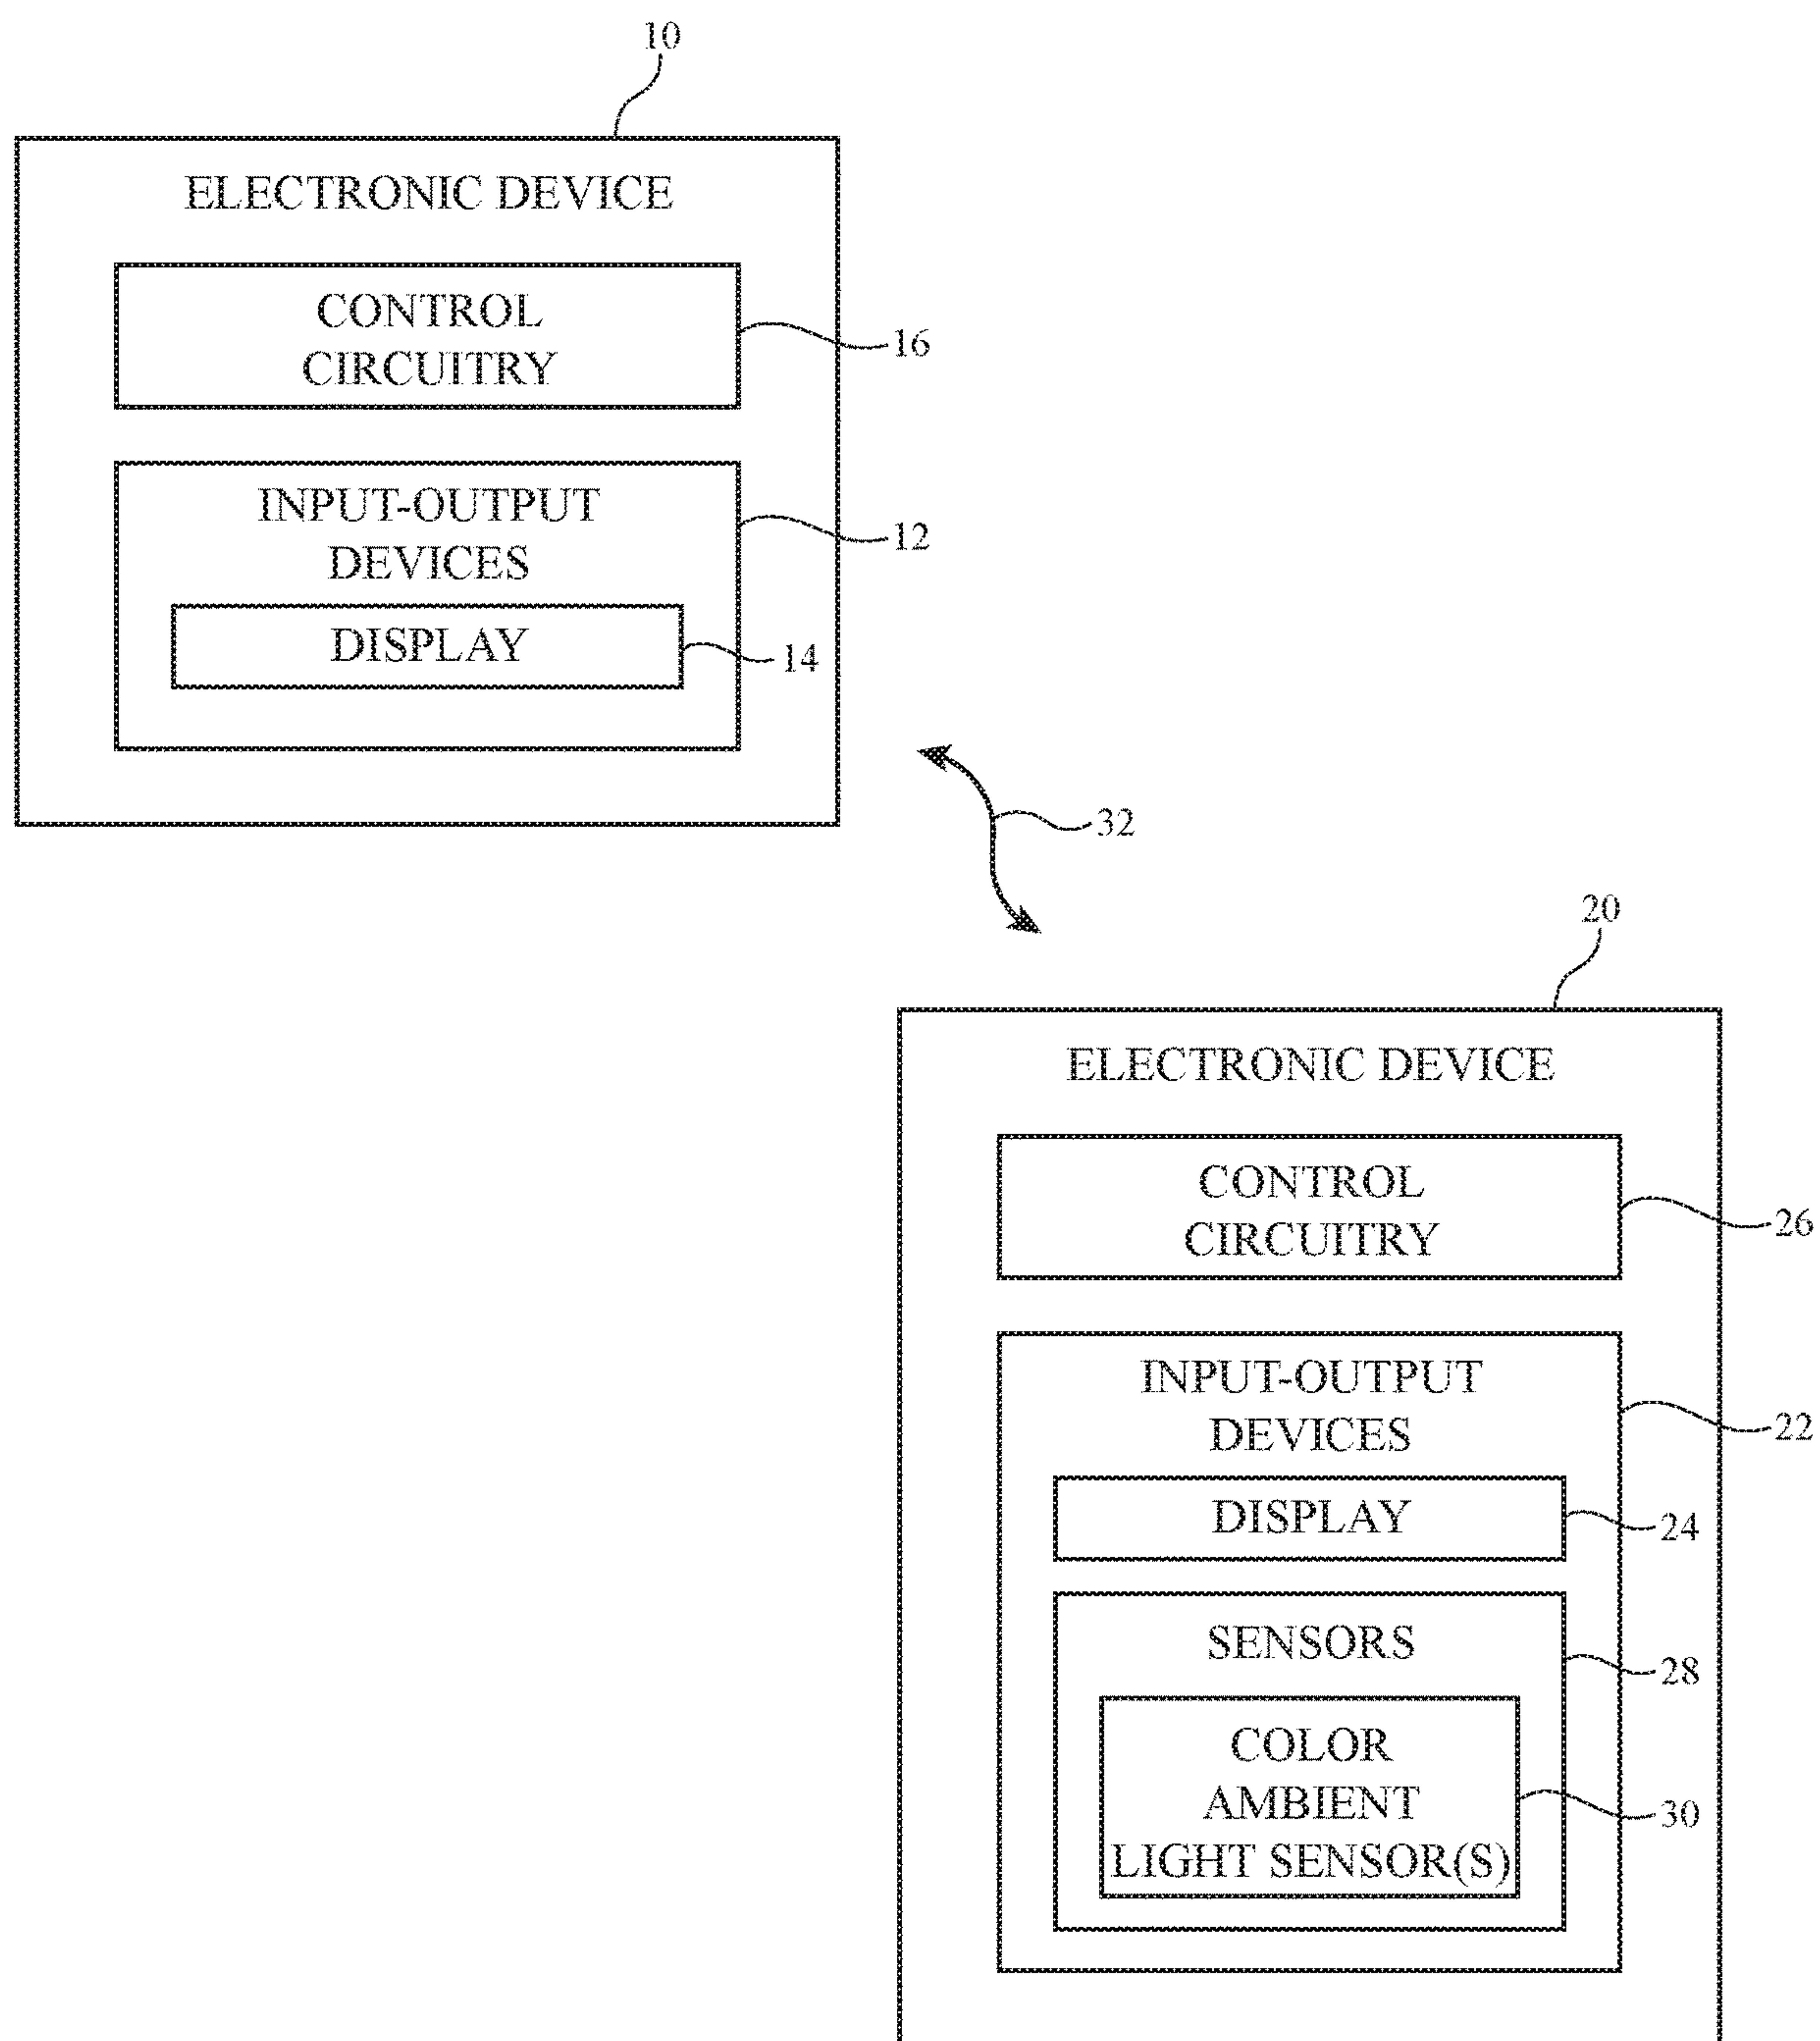 10
ELECTRONIC DEVICE
CONTROL
CIRCUITRY
16
INPUT-OUTPUT
DEVICES
12
DISPLAY
14
32
20
ELECTRONIC DEVICE
CONTROL
CIRCUITRY
26
INPUT-OUTPUT
DEVICES
22
DISPLAY
24
SENSORS
28
COLOR
AMBIENT
LIGHT SENSOR(S)
30